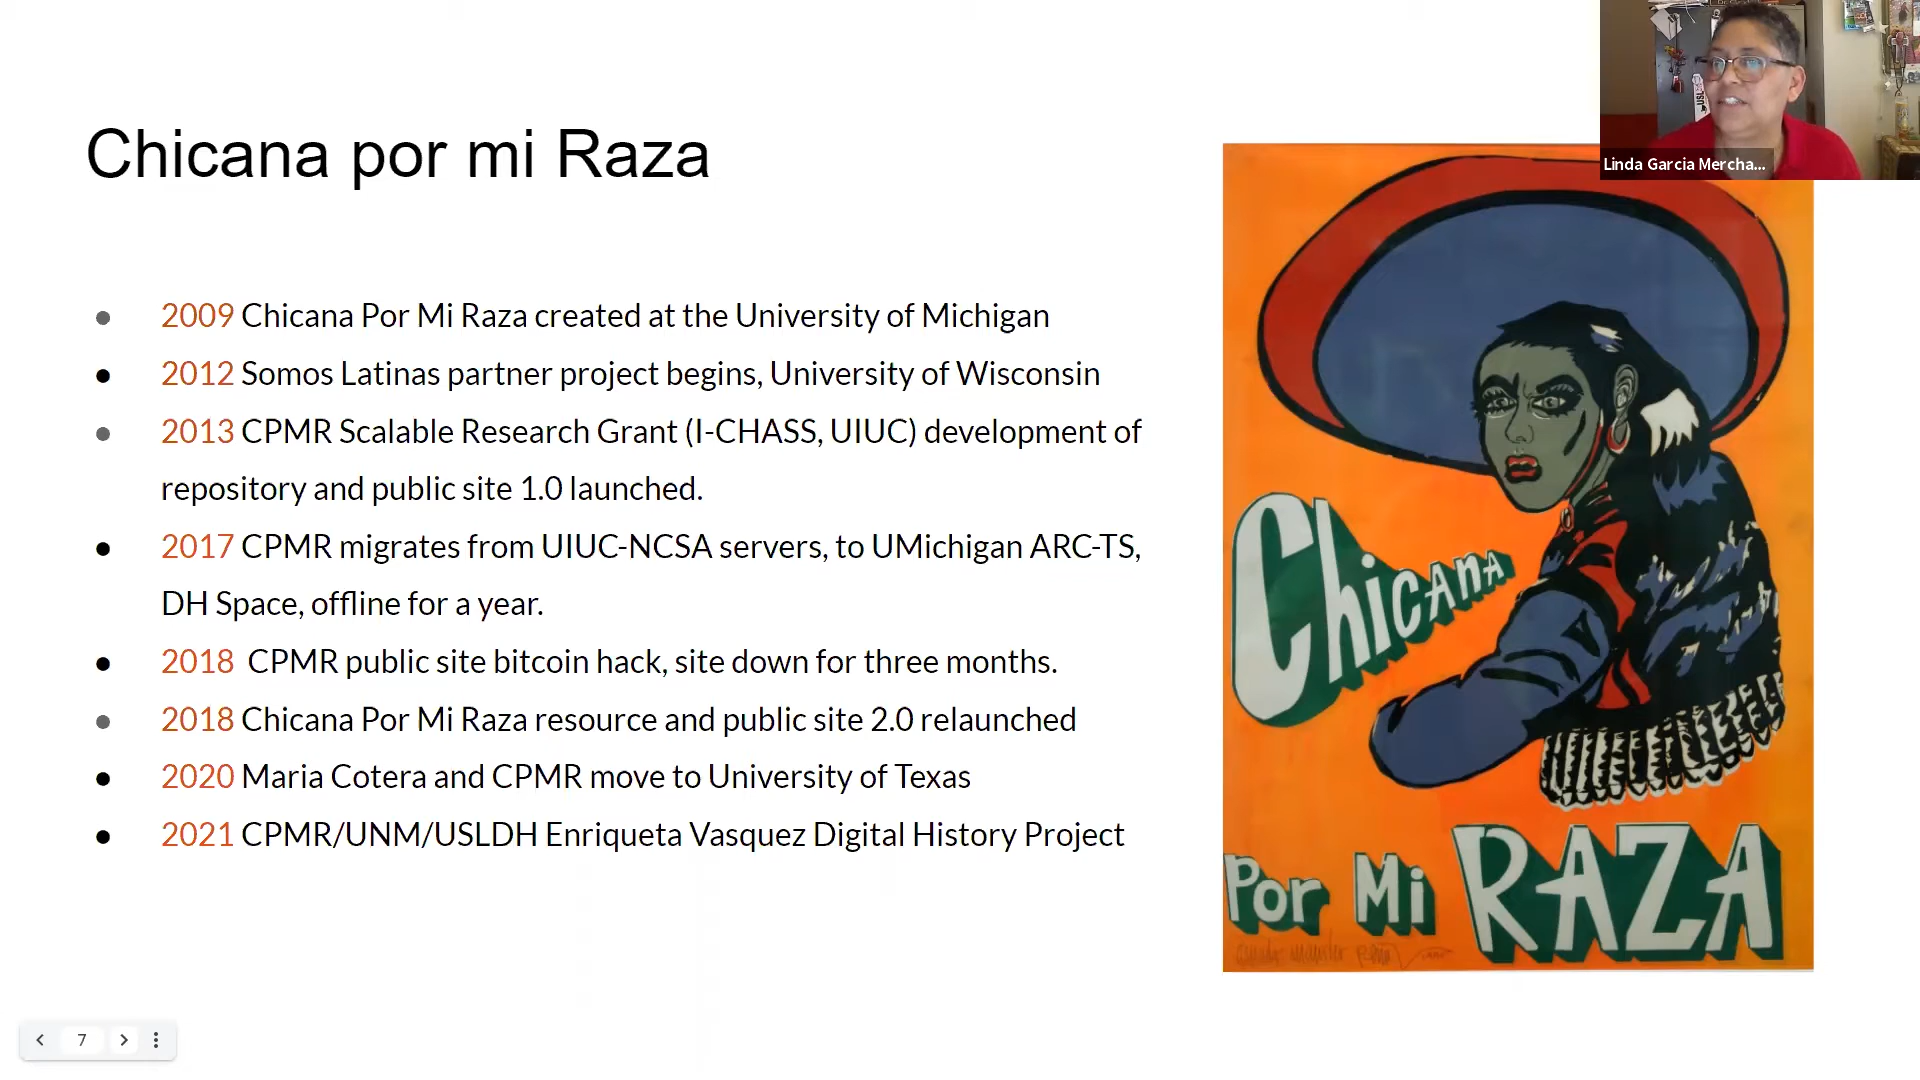 Chicana por mi Raza
Linda Garcia Mercha...
2009 Chicana Por Mi Raza created at the University of Michigan
2012 Somos Latinas partner project begins, University of Wisconsin
2013 CPMR Scalable Research Grant (I-CHASS, UIUC) development of
repository and public site 1.0 launched.
2017 CPMR migrates from UIUC-NCSA servers, to UMichigan ARC-TS,
DH Space, offline for a year.
2018 CPMR public site bitcoin hack, site down for three months.
2018 Chicana Por Mi Raza resource and public site 2.0 relaunched
2020 Maria Cotera and CPMR move to University of Texas
2021 CPMR/UNM/USLDH Enriqueta Vasquez Digital History Project
Chicana
Por Mi RAZA
7